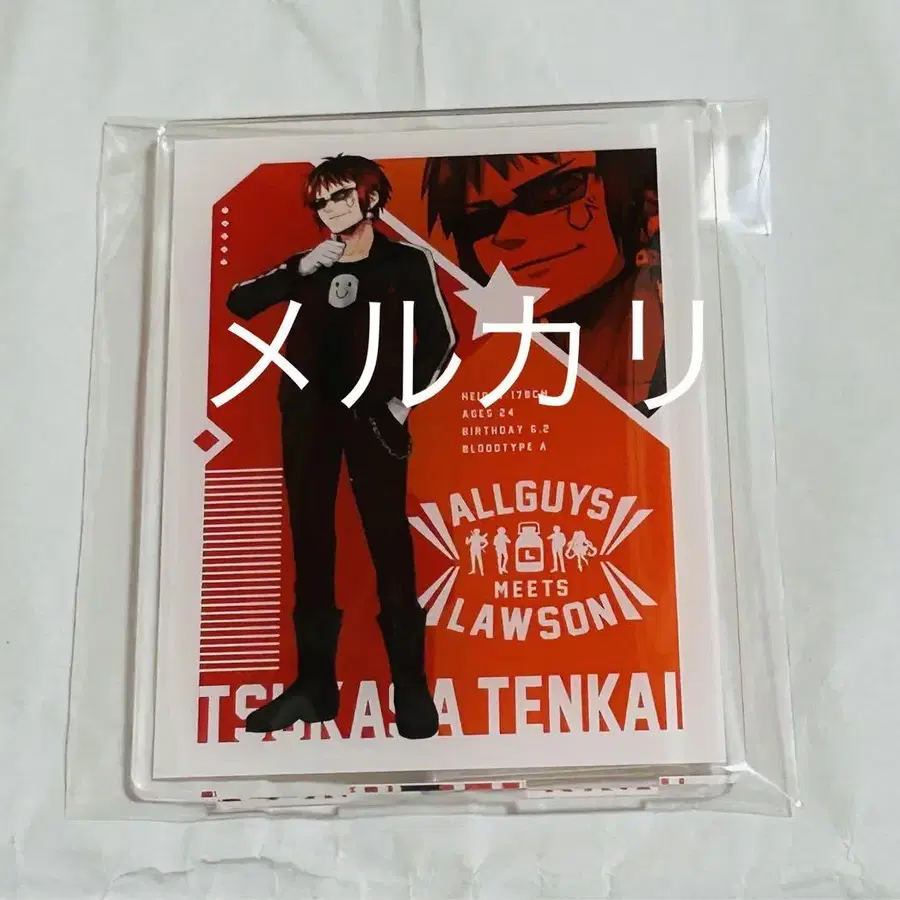 メルカリ
HEIGHT 178CM
AGES 24
BIRTHDAY 6.2
BLOODTYPE A
ALLGUYS
L
MEETS
LAWSON
TSUKASA TENKAI